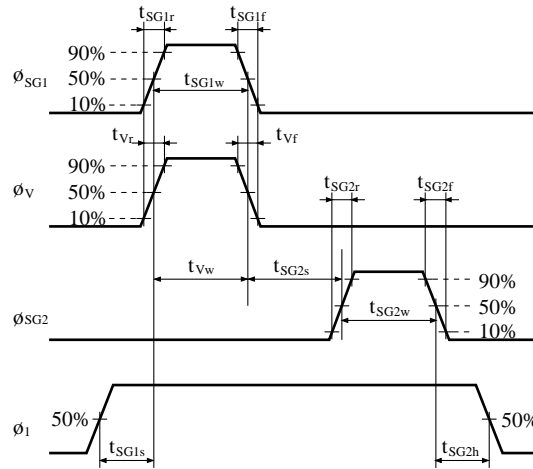 tSG1r tSG1f
90%
øSG1 50% tSG1w
10%
tVr tVf
90%
øV 50% tSG2r tSG2f
10%
tVw tSG2s
90%
øSG2 tSG2w 50%
10%
ø1 50% 50%
tSG1s tSG2h